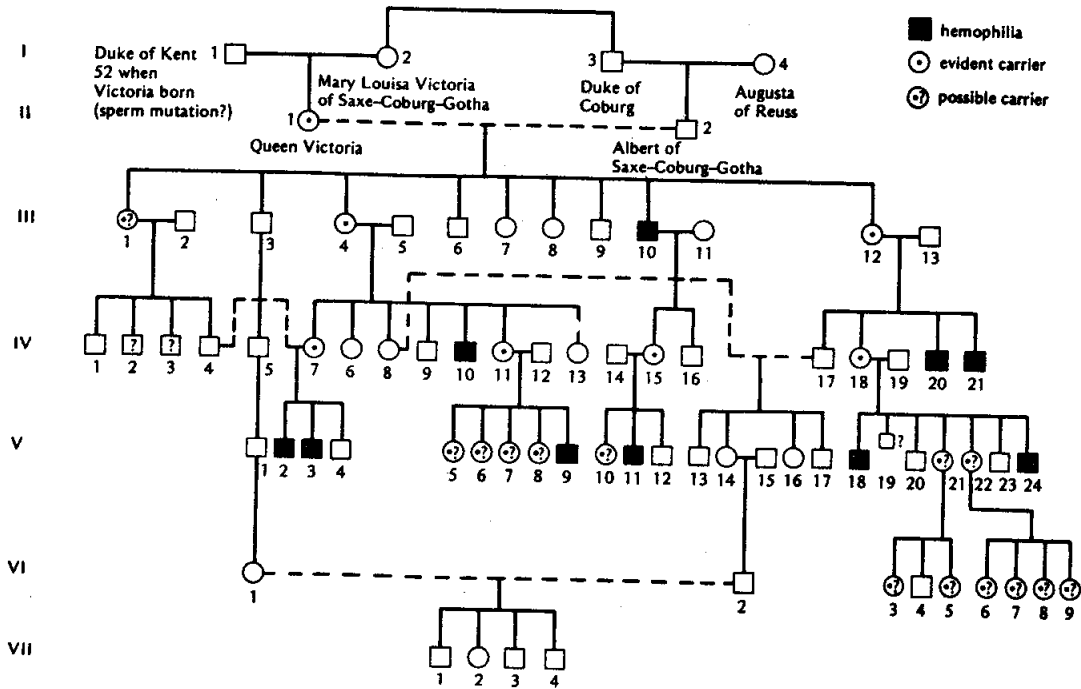 I
Duke of Kent
52 when
Victoria born
(sperm mutation?)
1
2
Mary Louisa Victoria
of Saxe–Coburg–Gotha
3
Duke of
Coburg
4
Augusta
of Reuss
hemophilia
evident carrier
? possible carrier
II
1
Queen Victoria
2
Albert of
Saxe–Coburg–Gotha
III
?
1 2 3 4 5 6 7 8 9 10 11 12 13
IV
? ?
1 2 3 4 5 7 6 8 9 10 11 12 13 14 15 16 17 18 19 20 21
V
? ? ? ? ? ? ? ?
1 2 3 4 5 6 7 8 9 10 11 12 13 14 15 16 17 18 19 20 21 22 23 24
VI
? ? ? ? ? ?
1 2 3 4 5 6 7 8 9
VII
1 2 3 4